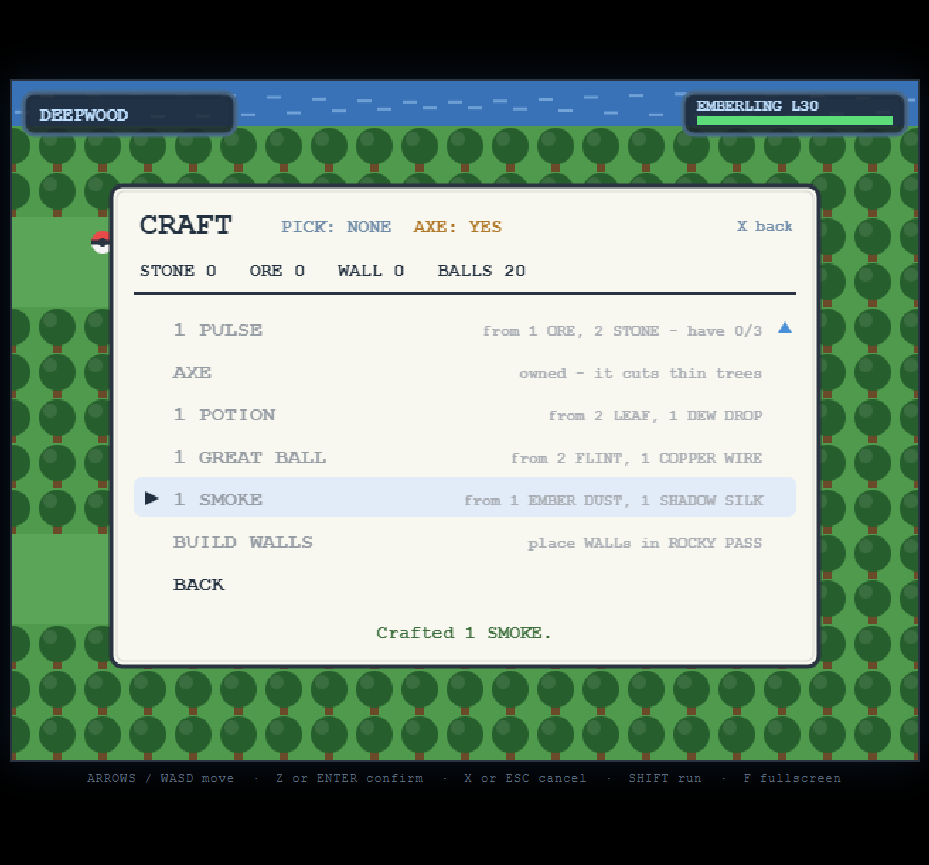 DEEPWOOD
EMBERLING L30
CRAFT PICK: NONE AXE: YES X back
STONE 0 ORE 0 WALL 0 BALLS 20
1 PULSE from 1 ORE, 2 STONE - have 0/3
AXE owned - it cuts thin trees
1 POTION from 2 LEAF, 1 DEW DROP
1 GREAT BALL from 2 FLINT, 1 COPPER WIRE
1 SMOKE from 1 EMBER DUST, 1 SHADOW SILK
BUILD WALLS place WALLs in ROCKY PASS
BACK
Crafted 1 SMOKE.
ARROWS / WASD move · Z or ENTER confirm · X or ESC cancel · SHIFT run · F fullscreen